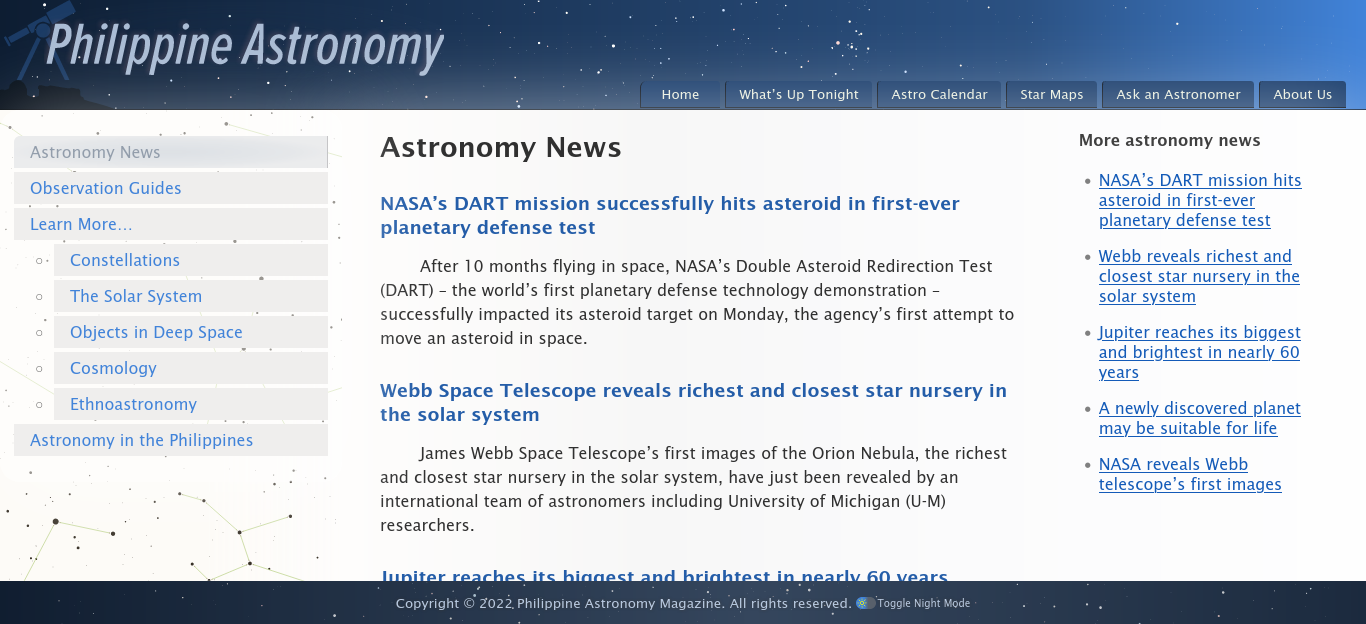 Philippine Astronomy
Home
What’s Up Tonight
Astro Calendar
Star Maps
Ask an Astronomer
About Us
Astronomy News
Observation Guides
Learn More…
Constellations
The Solar System
Objects in Deep Space
Cosmology
Ethnoastronomy
Astronomy in the Philippines
Astronomy News
NASA’s DART mission successfully hits asteroid in first-ever
planetary defense test
After 10 months flying in space, NASA’s Double Asteroid Redirection Test
(DART) – the world’s first planetary defense technology demonstration –
successfully impacted its asteroid target on Monday, the agency’s first attempt to
move an asteroid in space.
Webb Space Telescope reveals richest and closest star nursery in
the solar system
James Webb Space Telescope’s first images of the Orion Nebula, the richest
and closest star nursery in the solar system, have just been revealed by an
international team of astronomers including University of Michigan (U-M)
researchers.
Jupiter reaches its biggest and brightest in nearly 60 years
More astronomy news
NASA’s DART mission hits
asteroid in first-ever
planetary defense test
Webb reveals richest and
closest star nursery in the
solar system
Jupiter reaches its biggest
and brightest in nearly 60
years
A newly discovered planet
may be suitable for life
NASA reveals Webb
telescope’s first images
Copyright © 2022 Philippine Astronomy Magazine. All rights reserved. Toggle Night Mode